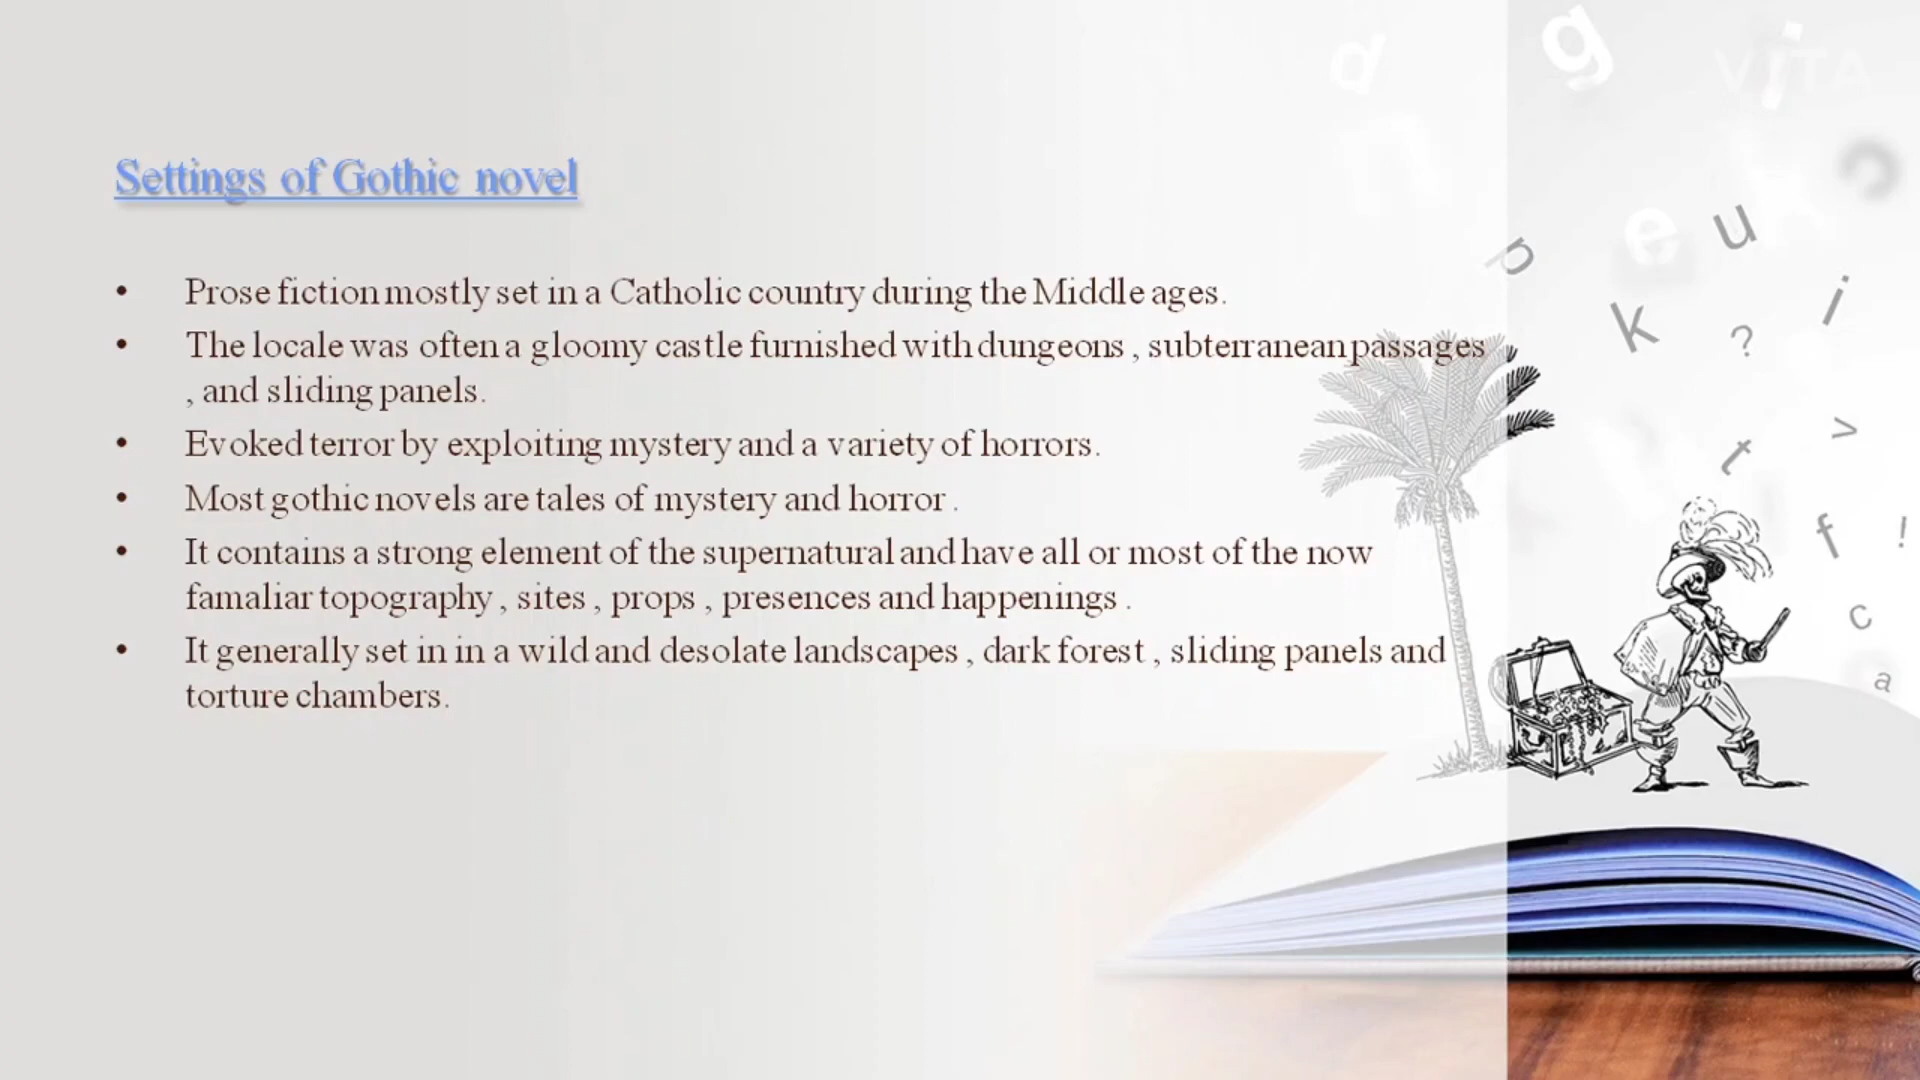 Settings of Gothic novel
• Prose fiction mostly set in a Catholic country during the Middle ages.
• The locale was often a gloomy castle furnished with dungeons , subterranean passages
, and sliding panels.
• Evoked terror by exploiting mystery and a variety of horrors.
• Most gothic novels are tales of mystery and horror .
• It contains a strong element of the supernatural and have all or most of the now
famaliar topography , sites , props , presences and happenings .
• It generally set in in a wild and desolate landscapes , dark forest , sliding panels and
torture chambers.
VITA
d
g
i
e
u
p
k
?
i
>
t
f
!
c
a